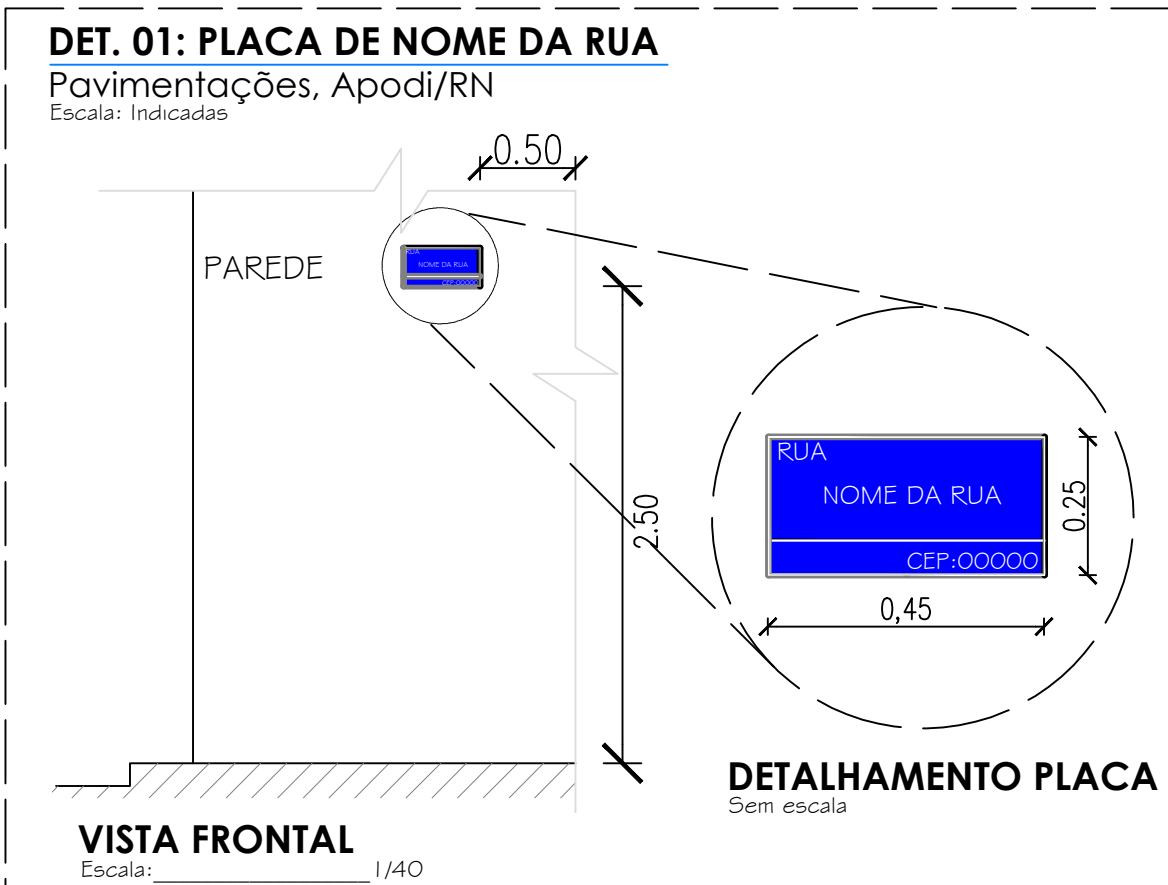 DET. 01: PLACA DE NOME DA RUA
Pavimentações, Apodi/RN
Escala: Indicadas
0.50
PAREDE
RUA
NOME DA RUA
CEP:00000
2.50
RUA
NOME DA RUA
CEP:00000
0.25
0,45
DETALHAMENTO PLACA
Sem escala
VISTA FRONTAL
Escala:__________________1/40